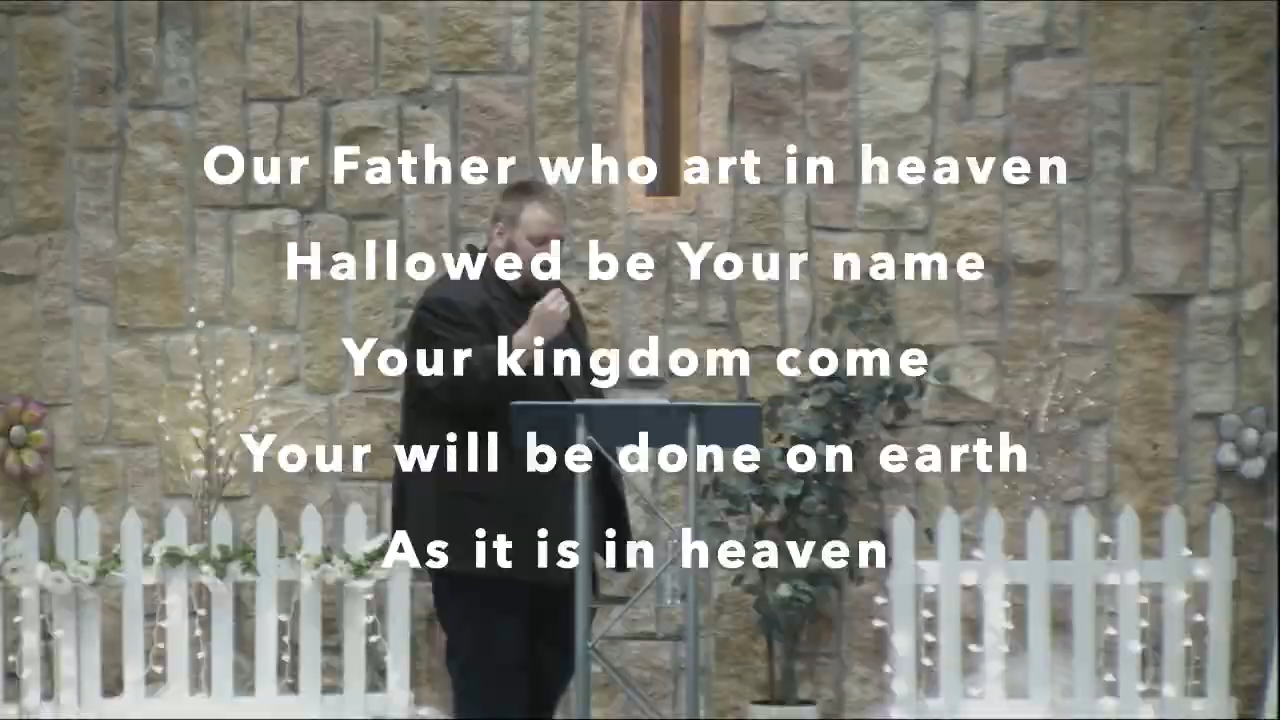 Our Father who art in heaven
Hallowed be Your name
Your kingdom come
Your will be done on earth
As it is in heaven